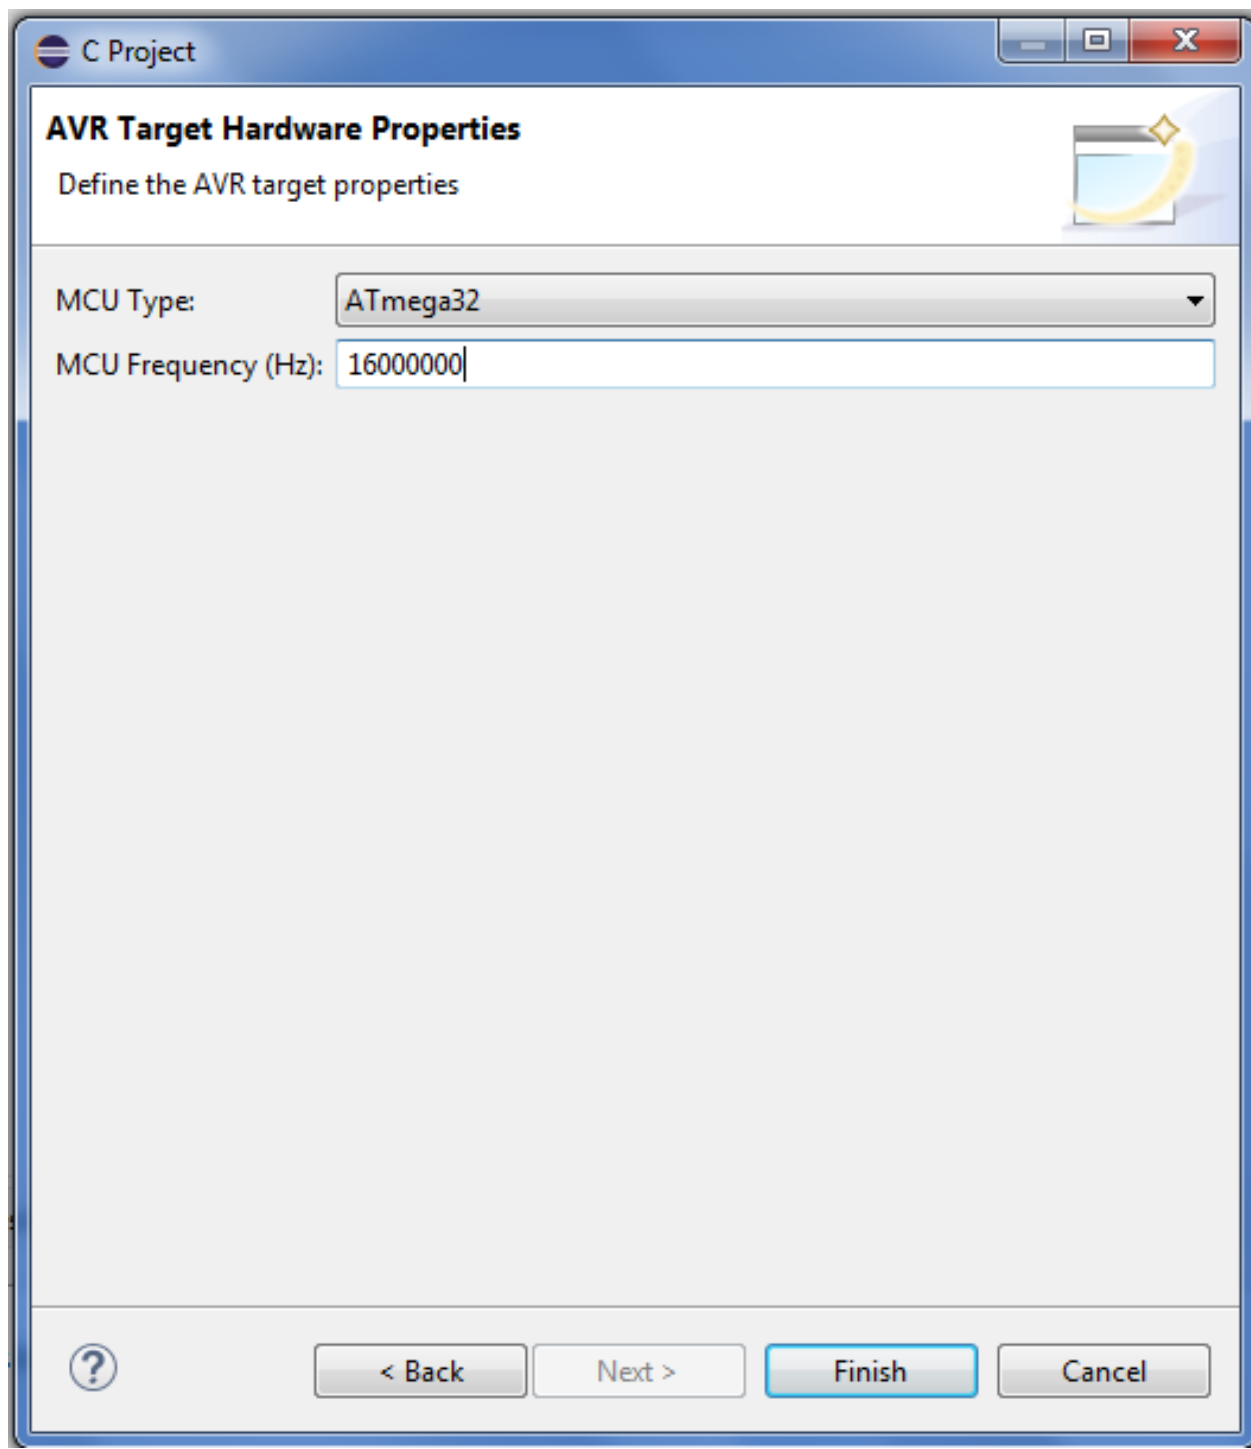 C Project
AVR Target Hardware Properties
Define the AVR target properties
MCU Type: ATmega32
MCU Frequency (Hz): 16000000
< Back Next > Finish Cancel